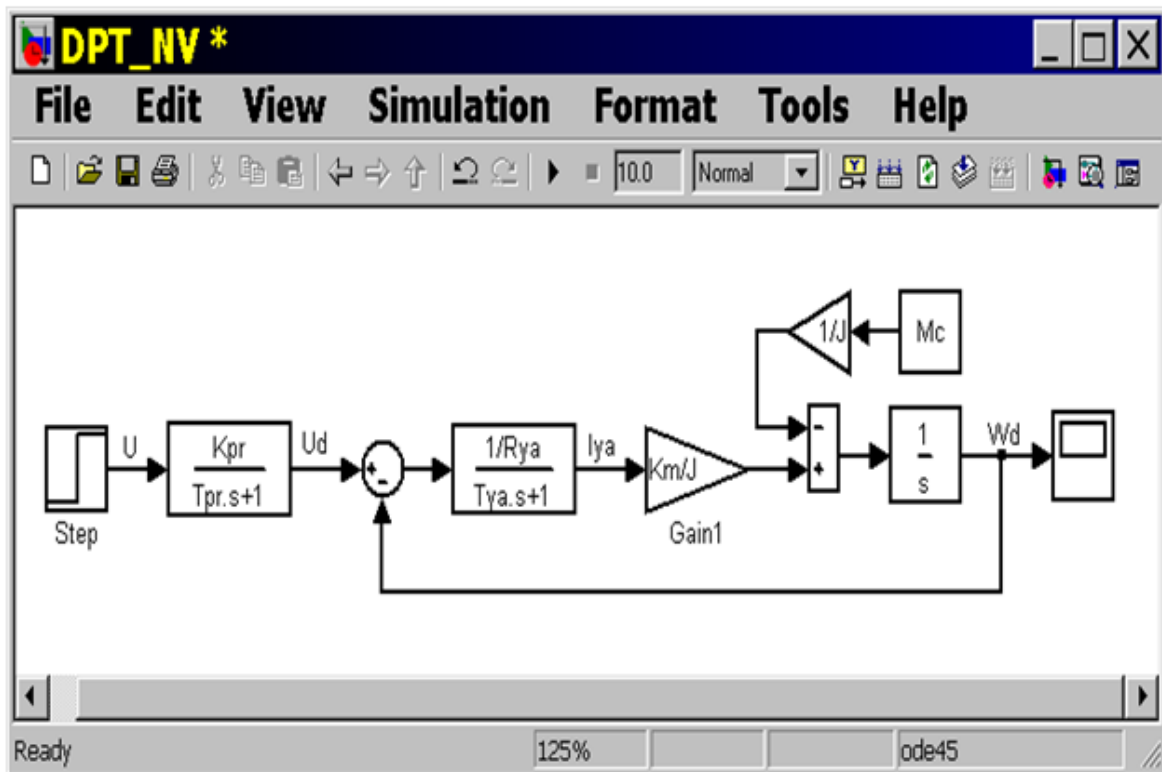 DPT_NV *
File Edit View Simulation Format Tools Help
10.0 Normal
1/J Mc
U Kpr Ud 1/Rya Iya Km/J - 1 Wd
Tpr.s+1 + - Tya.s+1 + s
Step Gain1
Ready 125% ode45